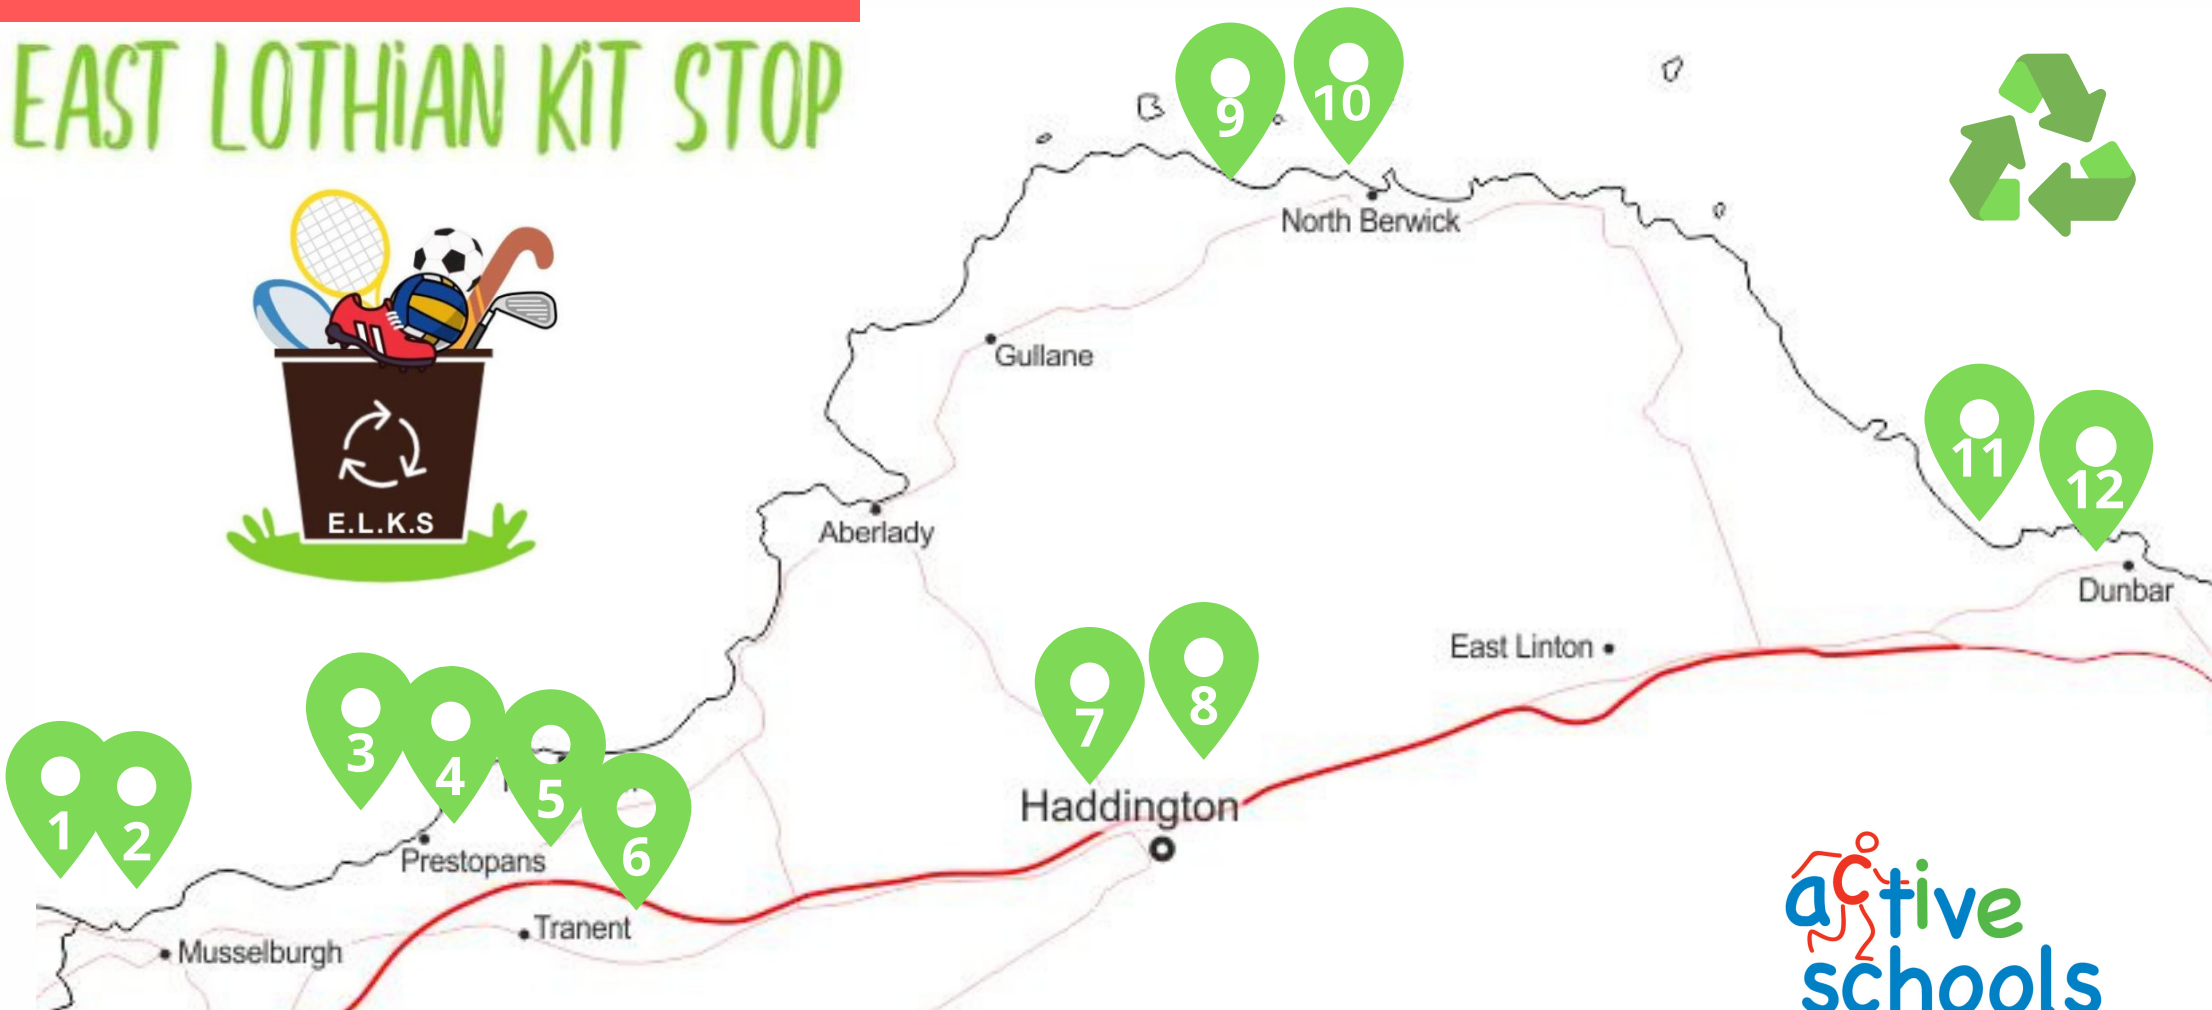 EAST LOTHIAN KIT STOP
E.L.K.S
9
10
North Berwick
Gullane
Aberlady
11
12
Dunbar
East Linton
7
8
Haddington
3
4
5
6
1
2
Prestopans
Tranent
Musselburgh
active
schools